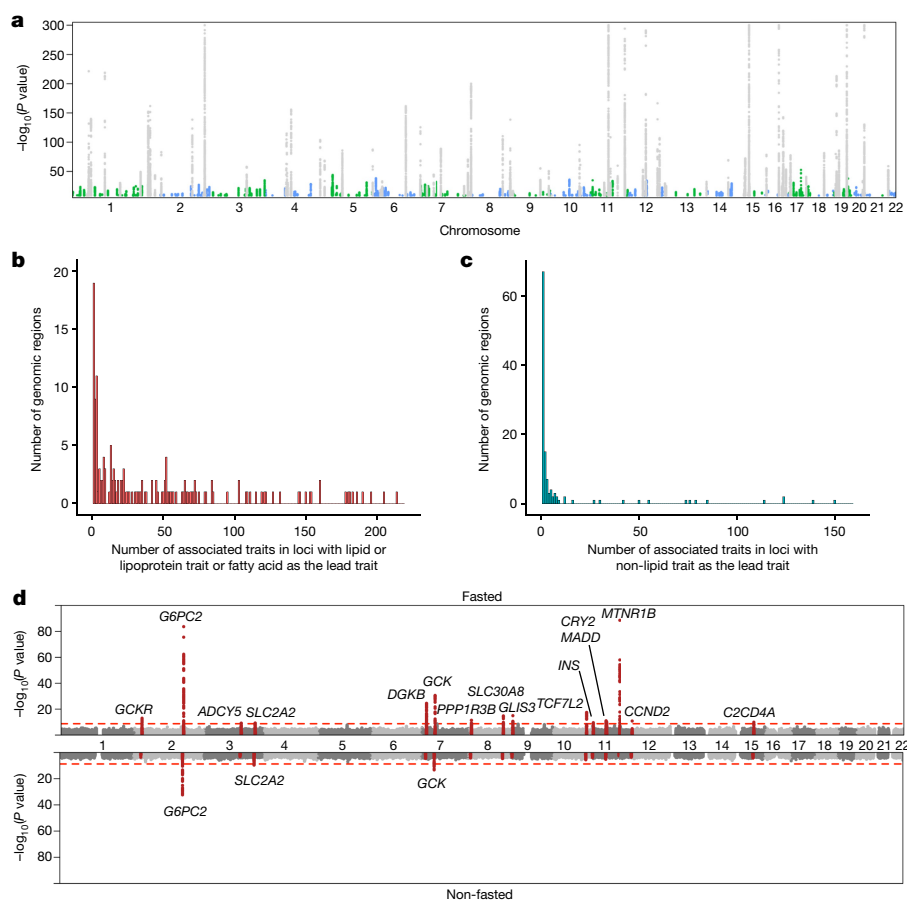 a
300
250
200
150
100
50
–log10(P value)
1 2 3 4 5 6 7 8 9 10 11 12 13 14 15 16 17 18 19 20 21 22
Chromosome
b
20
15
10
5
0
Number of genomic regions
0 50 100 150 200
Number of associated traits in loci with lipid or
lipoprotein trait or fatty acid as the lead trait
c
60
40
20
0
Number of genomic regions
0 50 100 150
Number of associated traits in loci with
non-lipid trait as the lead trait
d
Fasted
80
60
40
20
–log10(P value)
GCKR
G6PC2
ADCY5
SLC2A2
DGKB
GCK
PPP1R3B
SLC30A8
GLIS3
TCF7L2
INS
MADD
CRY2
MTNR1B
CCND2
C2CD4A
1 2 3 4 5 6 7 8 9 10 11 12 13 14 15 16 17 18 19 20 21 22
20
40
60
80
–log10(P value)
G6PC2
SLC2A2
GCK
Non-fasted